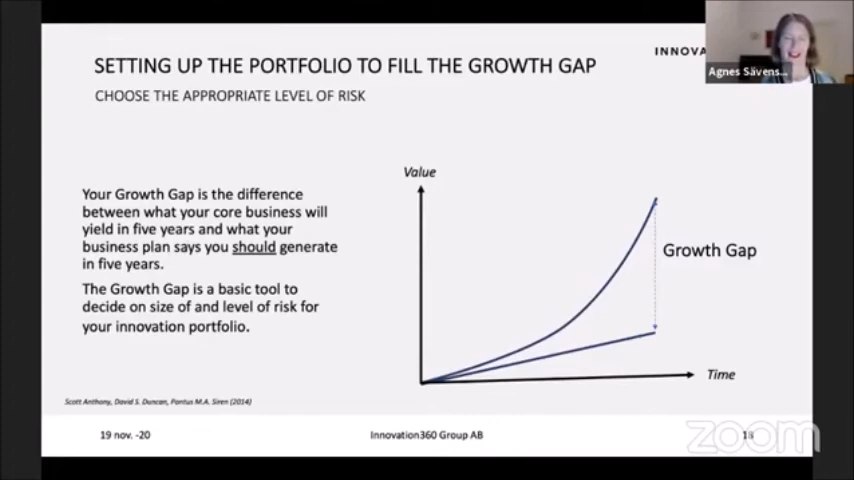 SETTING UP THE PORTFOLIO TO FILL THE GROWTH GAP
INNOVA
Agnes Sävens...
CHOOSE THE APPROPRIATE LEVEL OF RISK
Your Growth Gap is the difference
between what your core business will
yield in five years and what your
business plan says you should generate
in five years.
The Growth Gap is a basic tool to
decide on size of and level of risk for
your innovation portfolio.
Value
Growth Gap
Time
Scott Anthony, David S. Duncan, Pontus M.A. Siren (2014)
19 nov. -20
Innovation360 Group AB
18
zoom